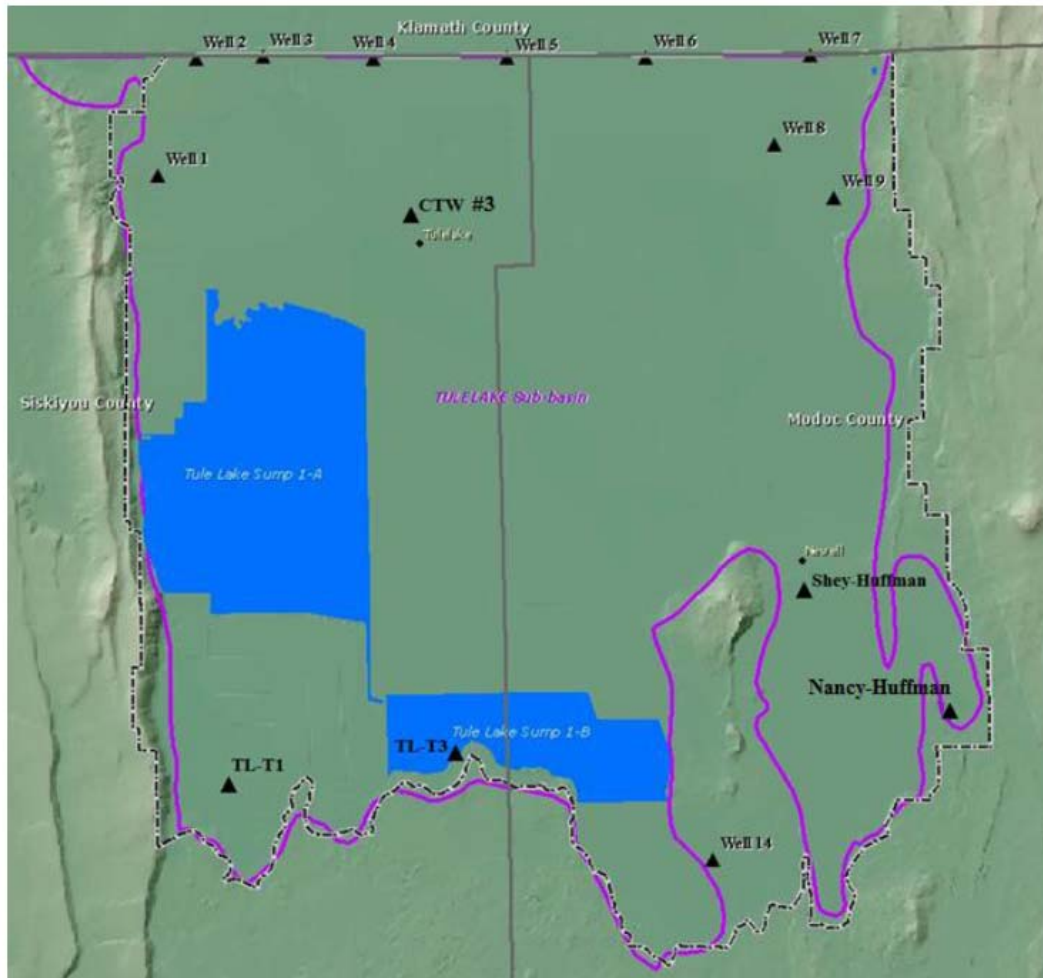 Klamath County
Well 2
Well 3
Well 4
Well 5
Well 6
Well 7
Well 8
Well 1
Well 9
CTW #3
Tulelake
TULELAKE Sub-basin
Siskiyou County
Modoc County
Tule Lake Sump 1-A
Newell
Shey-Huffman
Nancy-Huffman
Tule Lake Sump 1-B
TL-T3
TL-T1
Well 14